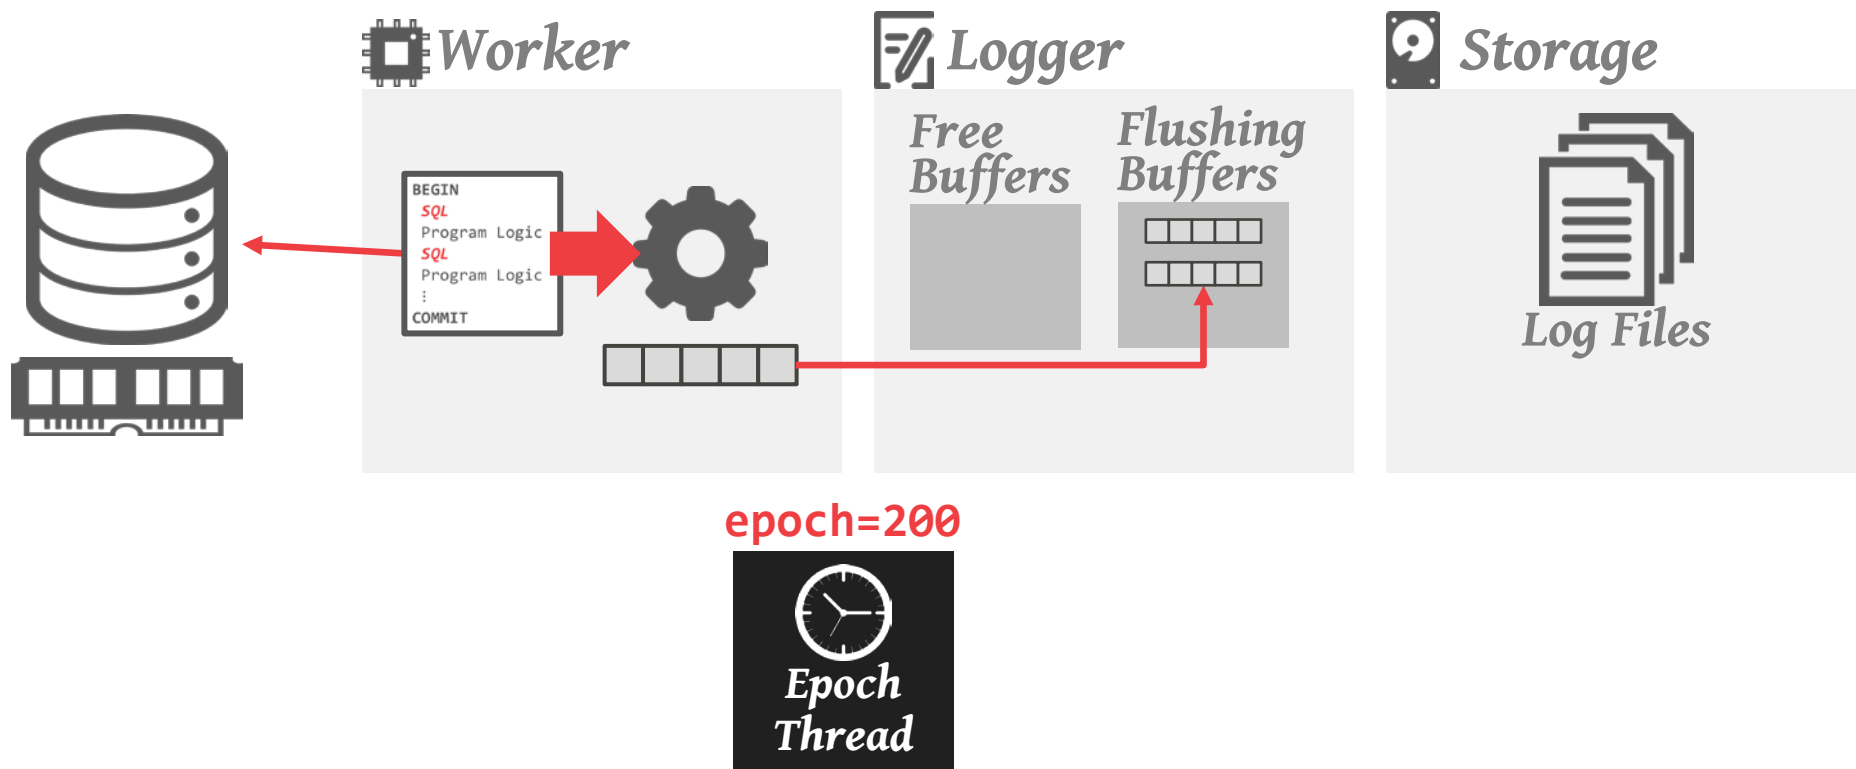 Worker
Logger
Storage
Free
Buffers
Flushing
Buffers
BEGIN
SQL
Program Logic
SQL
Program Logic
⋮
COMMIT
Log Files
epoch=200
Epoch
Thread